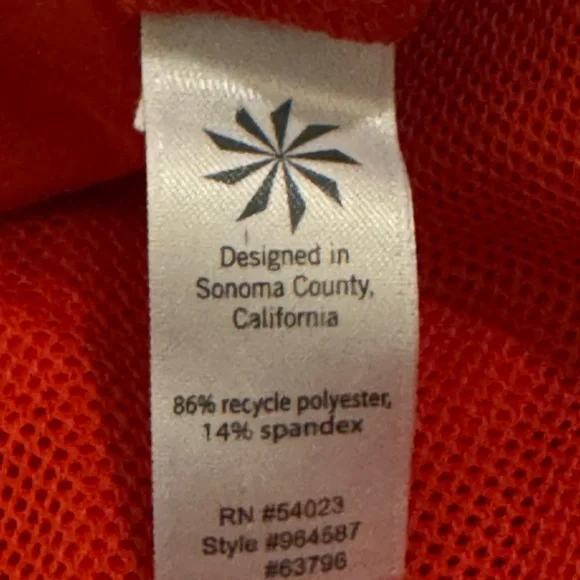 Designed in
Sonoma County,
California
86% recycle polyester,
14% spandex
RN #54023
Style #964587
#63796